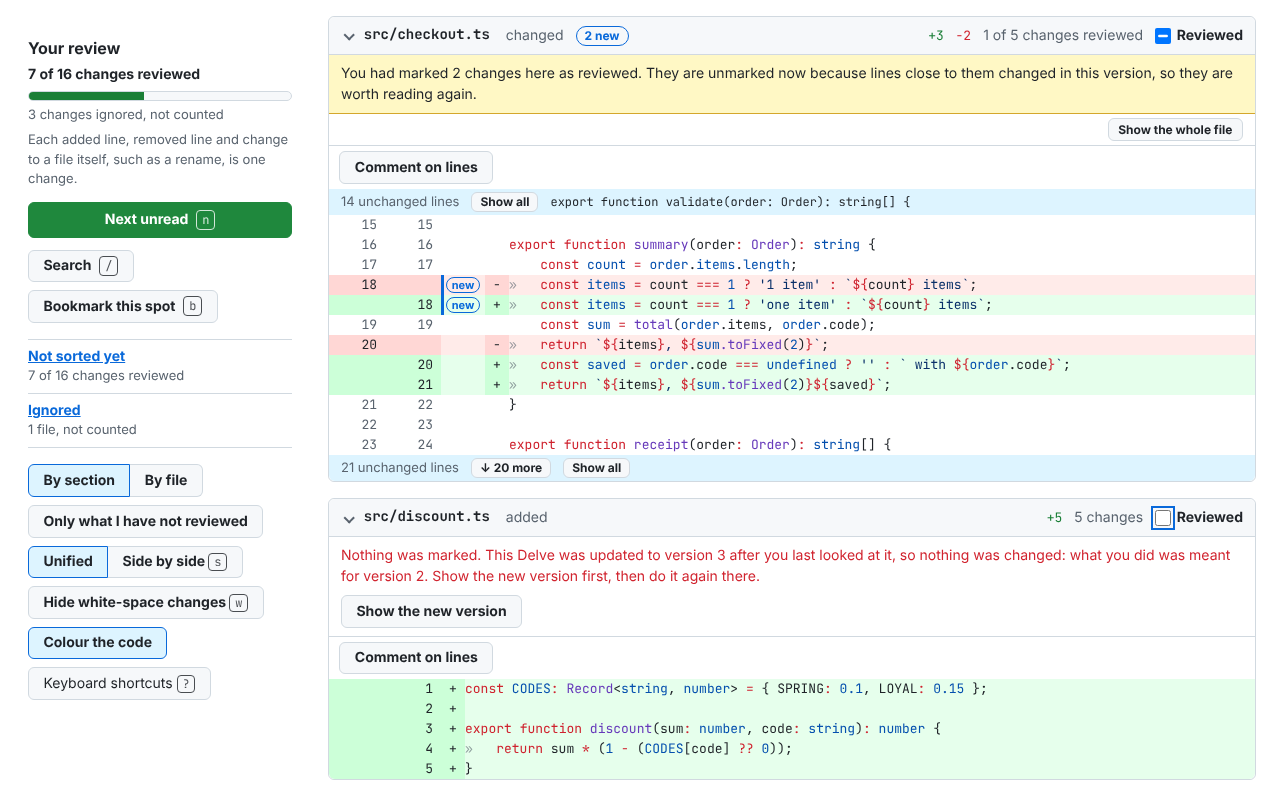 Your review
7 of 16 changes reviewed
3 changes ignored, not counted
Each added line, removed line and change
to a file itself, such as a rename, is one
change.
Next unread n
Search /
Bookmark this spot b
Not sorted yet
7 of 16 changes reviewed
Ignored
1 file, not counted
By section By file
Only what I have not reviewed
Unified Side by side s
Hide white-space changes w
Colour the code
Keyboard shortcuts ?
src/checkout.ts changed 2 new +3 -2 1 of 5 changes reviewed Reviewed
You had marked 2 changes here as reviewed. They are unmarked now because lines close to them changed in this version, so they are
worth reading again.
Show the whole file
Comment on lines
14 unchanged lines Show all export function validate(order: Order): string[] {
15 15
16 16 export function summary(order: Order): string {
17 17 const count = order.items.length;
18 new - » const items = count === 1 ? '1 item' : `${count} items`;
18 new + » const items = count === 1 ? 'one item' : `${count} items`;
19 19 const sum = total(order.items, order.code);
20 - » return `${items}, ${sum.toFixed(2)}`;
20 + » const saved = order.code === undefined ? '' : ` with ${order.code}`;
21 + » return `${items}, ${sum.toFixed(2)}${saved}`;
21 22 }
22 23
23 24 export function receipt(order: Order): string[] {
21 unchanged lines ↓ 20 more Show all
src/discount.ts added +5 5 changes Reviewed
Nothing was marked. This Delve was updated to version 3 after you last looked at it, so nothing was changed: what you did was meant
for version 2. Show the new version first, then do it again there.
Show the new version
Comment on lines
1 + const CODES: Record<string, number> = { SPRING: 0.1, LOYAL: 0.15 };
2 +
3 + export function discount(sum: number, code: string): number {
4 + » return sum * (1 - (CODES[code] ?? 0));
5 + }